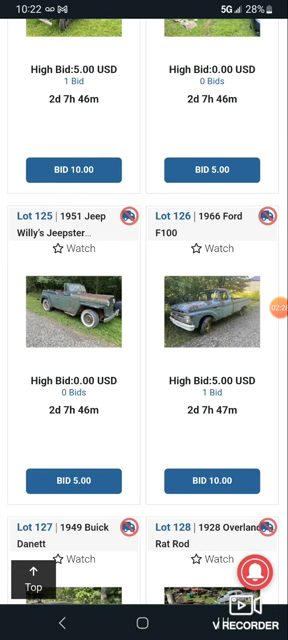 10:22
5G
28%
High Bid:5.00 USD
1 Bid
2d 7h 46m
BID 10.00
High Bid:0.00 USD
0 Bids
2d 7h 46m
BID 5.00
Lot 125 | 1951 Jeep
Willy's Jeepster...
Watch
High Bid:0.00 USD
0 Bids
2d 7h 46m
BID 5.00
Lot 126 | 1966 Ford
F100
Watch
High Bid:5.00 USD
1 Bid
2d 7h 47m
BID 10.00
Lot 127 | 1949 Buick
Danett
Watch
Lot 128 | 1928 Overland
Rat Rod
Watch
Top
V RECORDER